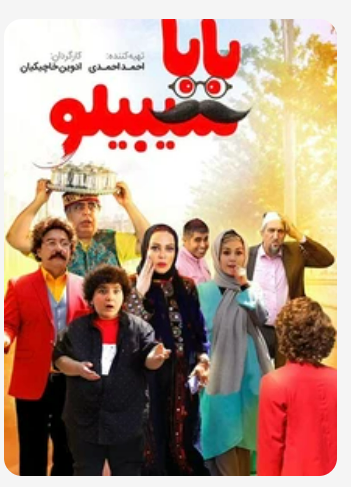 بابا
سیبیلو
تهیه‌کننده:
احمد احمدی
کارگردان:
ادوین خاچیکیان